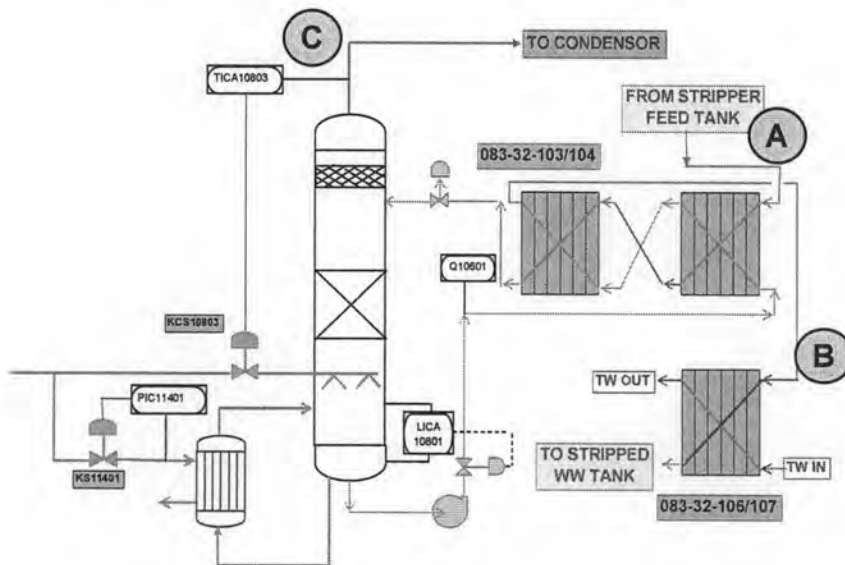 C
TICA10803
TO CONDENSOR
FROM STRIPPER
FEED TANK
A
083-32-103/104
Q10601
KCS10803
B
PIC11401
TW OUT
LICA
10801
KS11401
TO STRIPPED
WW TANK
TW IN
083-32-106/107